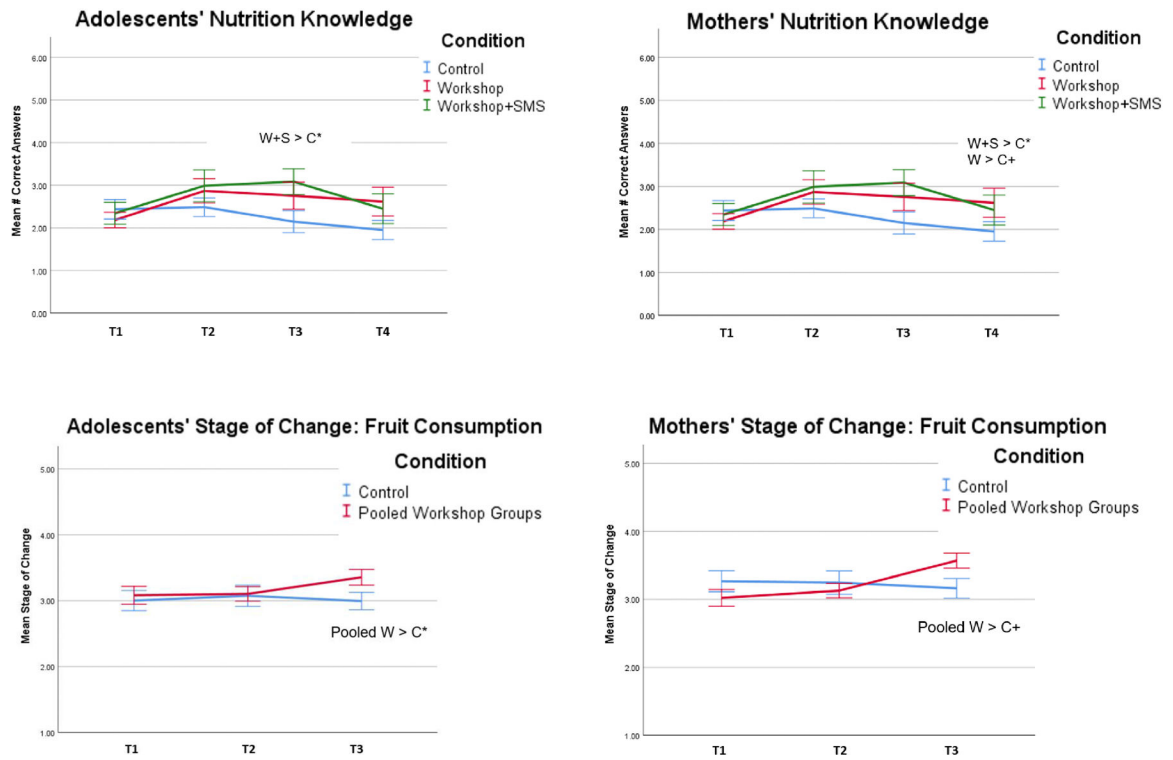 Adolescents' Nutrition Knowledge
Condition
Control
Workshop
Workshop+SMS
6.00
5.00
4.00
3.00
2.00
1.00
0.00
Mean # Correct Answers
W+S > C*
T1 T2 T3 T4
Mothers' Nutrition Knowledge
Condition
Control
Workshop
Workshop+SMS
6.00
5.00
4.00
3.00
2.00
1.00
0.00
Mean # Correct Answers
W+S > C*
W > C+
T1 T2 T3 T4
Adolescents' Stage of Change: Fruit Consumption
Condition
Control
Pooled Workshop Groups
5.00
4.00
3.00
2.00
1.00
Mean Stage of Change
Pooled W > C*
T1 T2 T3
Mothers' Stage of Change: Fruit Consumption
Condition
Control
Pooled Workshop Groups
5.00
4.00
3.00
2.00
1.00
Mean Stage of Change
Pooled W > C+
T1 T2 T3